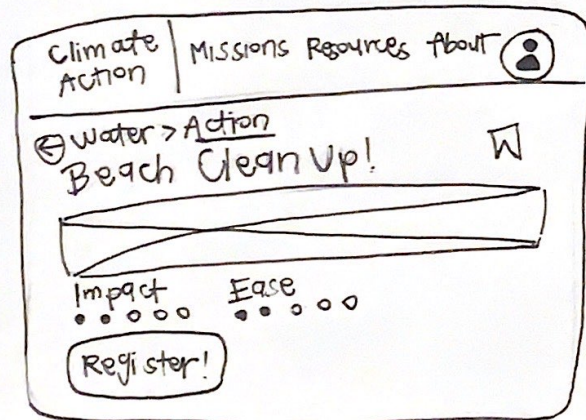 Climate Action
Missions Resources About
Water > Action
Beach Clean Up!
Impact
Ease
Register!